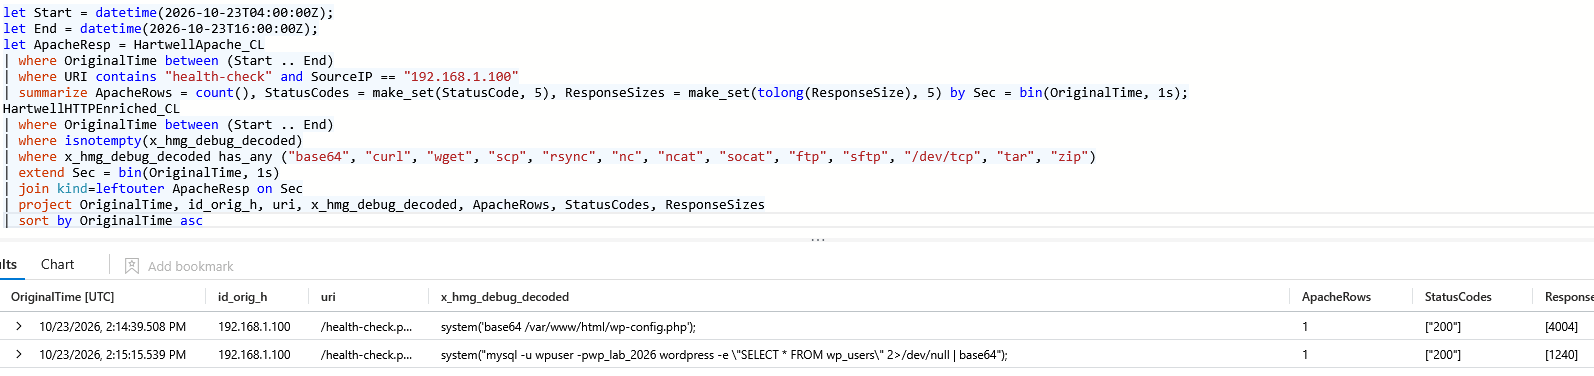 let Start = datetime(2026-10-23T04:00:00Z);
let End = datetime(2026-10-23T16:00:00Z);
let ApacheResp = HartwellApache_CL
| where OriginalTime between (Start .. End)
| where URI contains "health-check" and SourceIP == "192.168.1.100"
| summarize ApacheRows = count(), StatusCodes = make_set(StatusCode, 5), ResponseSizes = make_set(tolong(ResponseSize), 5) by Sec = bin(OriginalTime, 1s);
HartwellHTTPEnriched_CL
| where OriginalTime between (Start .. End)
| where isnotempty(x_hmg_debug_decoded)
| where x_hmg_debug_decoded has_any ("base64", "curl", "wget", "scp", "rsync", "nc", "ncat", "socat", "ftp", "sftp", "/dev/tcp", "tar", "zip")
| extend Sec = bin(OriginalTime, 1s)
| join kind=leftouter ApacheResp on Sec
| project OriginalTime, id_orig_h, uri, x_hmg_debug_decoded, ApacheRows, StatusCodes, ResponseSizes
| sort by OriginalTime asc
...
lts Chart Add bookmark
OriginalTime [UTC] id_orig_h uri x_hmg_debug_decoded ApacheRows StatusCodes Response
10/23/2026, 2:14:39.508 PM 192.168.1.100 /health-check.p... system('base64 /var/www/html/wp-config.php'); 1 ["200"] [4004]
10/23/2026, 2:15:15.539 PM 192.168.1.100 /health-check.p... system("mysql -u wpuser -pwp_lab_2026 wordpress -e \"SELECT * FROM wp_users\" 2>/dev/null | base64"); 1 ["200"] [1240]